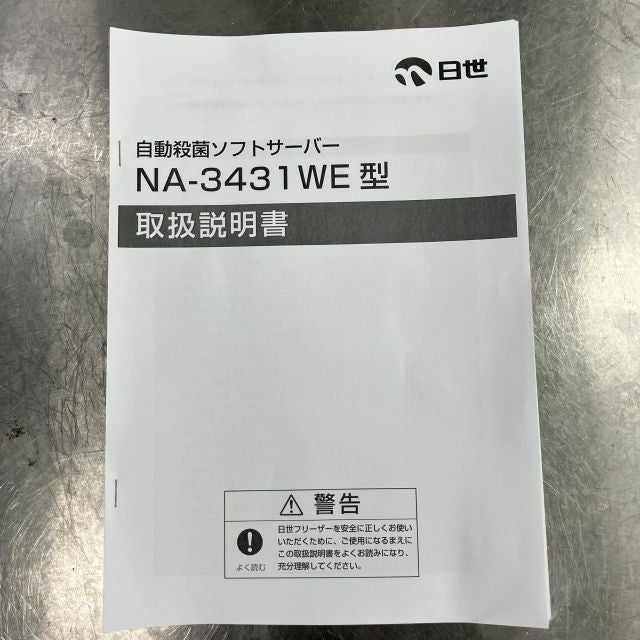 日世
自動殺菌ソフトサーバー
NA-3431WE 型
取扱説明書
警告
日世フリーザーを安全に正しくお使い
いただくために、ご使用になるまえに
この取扱説明書をよくお読みになり、
充分理解してください。
よく読む